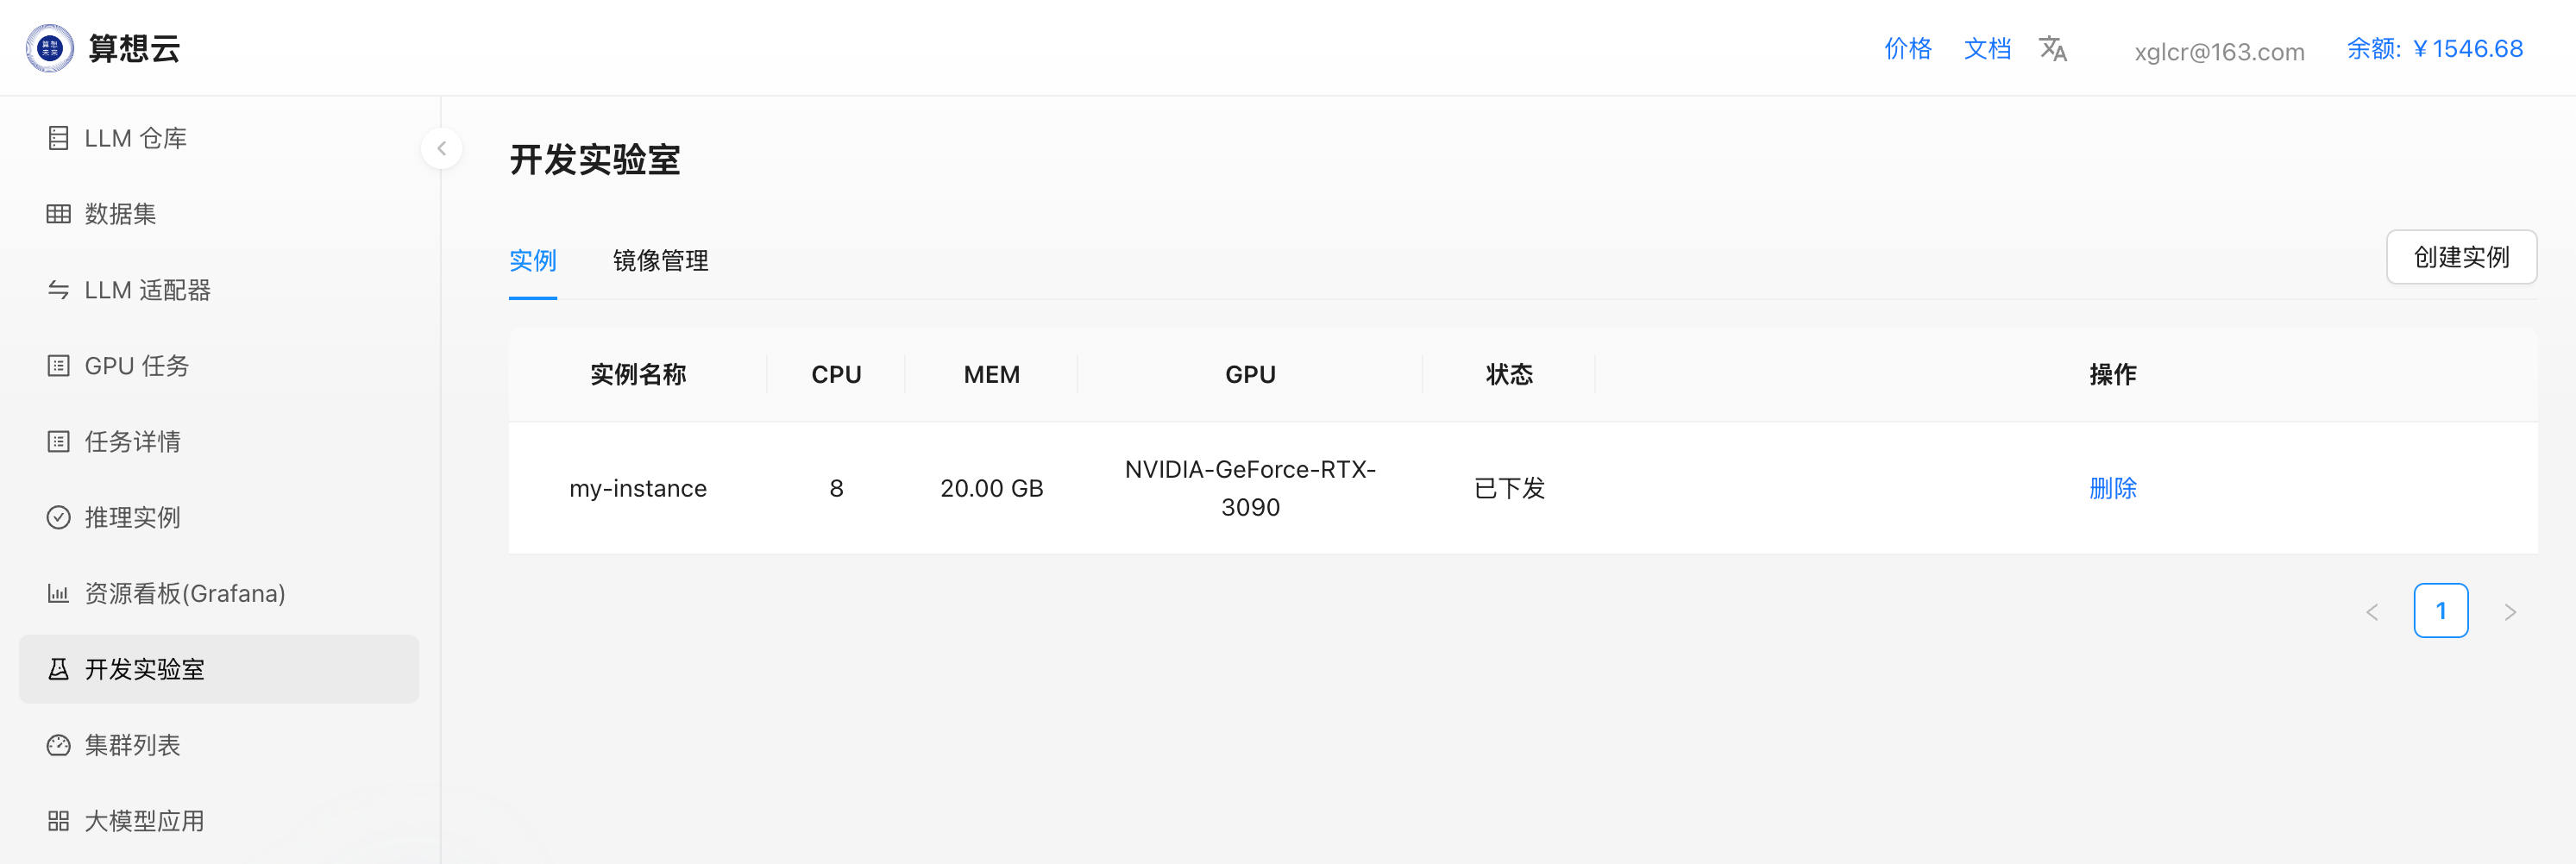 算想未来
算想云
价格
文档
xglcr@163.com
余额: ￥1546.68
LLM 仓库
数据集
LLM 适配器
GPU 任务
任务详情
推理实例
资源看板(Grafana)
开发实验室
集群列表
大模型应用
开发实验室
实例
镜像管理
创建实例
实例名称 CPU MEM GPU 状态 操作
my-instance 8 20.00 GB NVIDIA-GeForce-RTX-
3090 已下发 删除
1